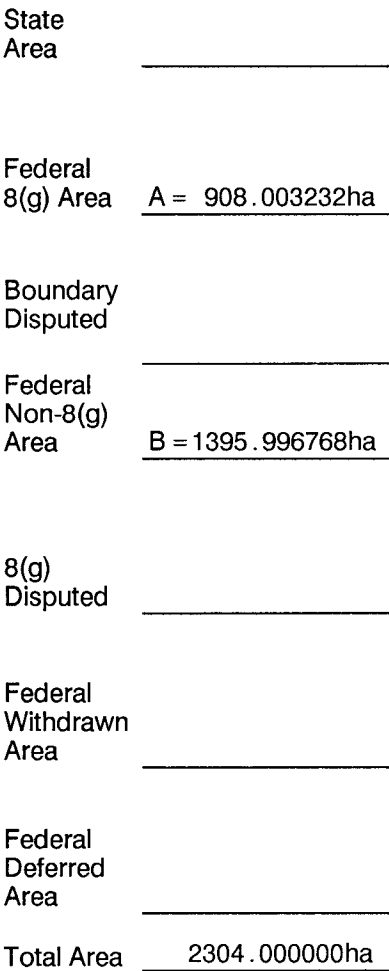 State
Area
Federal
8(g) Area A = 908.003232ha
Boundary
Disputed
Federal
Non-8(g)
Area B = 1395.996768ha
8(g)
Disputed
Federal
Withdrawn
Area
Federal
Deferred
Area
Total Area 2304.000000ha